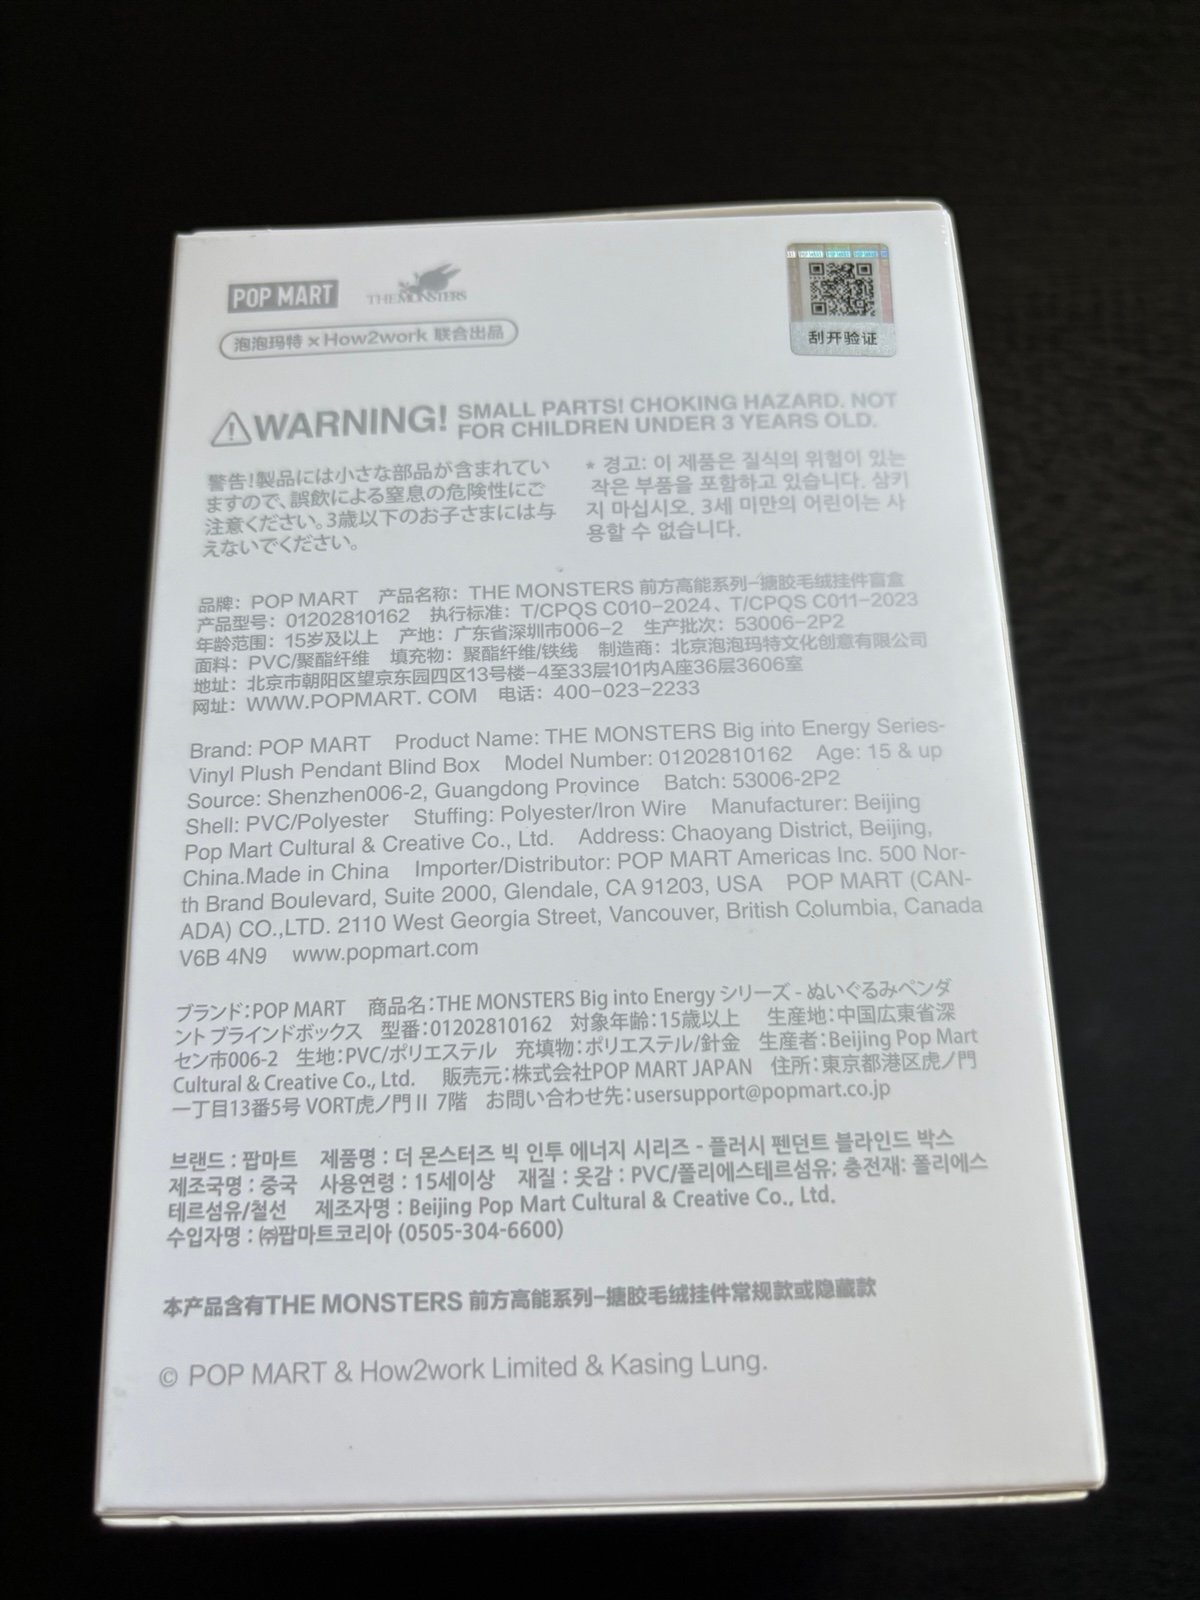 POP MART
THE MONSTERS
泡泡玛特 × How2work 联合出品
刮开验证
WARNING! SMALL PARTS! CHOKING HAZARD. NOT
FOR CHILDREN UNDER 3 YEARS OLD.
警告!製品には小さな部品が含まれてい
ますので、誤飲による窒息の危険性にご
注意ください。3歳以下のお子さまには与
えないでください。
* 경고: 이 제품은 질식의 위험이 있는
작은 부품을 포함하고 있습니다. 삼키
지 마십시오. 3세 미만의 어린이는 사
용할 수 없습니다.
品牌: POP MART 产品名称: THE MONSTERS 前方高能系列-搪胶毛绒挂件盲盒
产品型号: 01202810162 执行标准: T/CPQS C010-2024、T/CPQS C011-2023
年龄范围: 15岁及以上 产地: 广东省深圳市006-2 生产批次: 53006-2P2
面料: PVC/聚酯纤维 填充物: 聚酯纤维/铁线 制造商: 北京泡泡玛特文化创意有限公司
地址: 北京市朝阳区望京东园四区13号楼-4至33层101内A座36层3606室
网址: WWW.POPMART. COM 电话: 400-023-2233
Brand: POP MART Product Name: THE MONSTERS Big into Energy Series-
Vinyl Plush Pendant Blind Box Model Number: 01202810162 Age: 15 & up
Source: Shenzhen006-2, Guangdong Province Batch: 53006-2P2
Shell: PVC/Polyester Stuffing: Polyester/Iron Wire Manufacturer: Beijing
Pop Mart Cultural & Creative Co., Ltd. Address: Chaoyang District, Beijing,
China.Made in China Importer/Distributor: POP MART Americas Inc. 500 Nor-
th Brand Boulevard, Suite 2000, Glendale, CA 91203, USA POP MART (CAN-
ADA) CO.,LTD. 2110 West Georgia Street, Vancouver, British Columbia, Canada
V6B 4N9 www.popmart.com
ブランド:POP MART 商品名:THE MONSTERS Big into Energy シリーズ - ぬいぐるみペンダ
ント ブラインドボックス 型番:01202810162 対象年齢:15歳以上 生産地:中国広東省深
セン市006-2 生地:PVC/ポリエステル 充填物:ポリエステル/針金 生産者:Beijing Pop Mart
Cultural & Creative Co., Ltd. 販売元:株式会社POP MART JAPAN 住所:東京都港区虎ノ門
一丁目13番5号 VORT虎ノ門Ⅱ 7階 お問い合わせ先:usersupport@popmart.co.jp
브랜드 : 팝마트 제품명 : 더 몬스터즈 빅 인투 에너지 시리즈 - 플러시 펜던트 블라인드 박스
제조국명 : 중국 사용연령 : 15세이상 재질 : 옷감 : PVC/폴리에스테르섬유; 충전재: 폴리에스
테르섬유/철선 제조자명 : Beijing Pop Mart Cultural & Creative Co., Ltd.
수입자명 : ㈜팝마트코리아 (0505-304-6600)
本产品含有THE MONSTERS 前方高能系列-搪胶毛绒挂件常规款或隐藏款
© POP MART & How2work Limited & Kasing Lung.